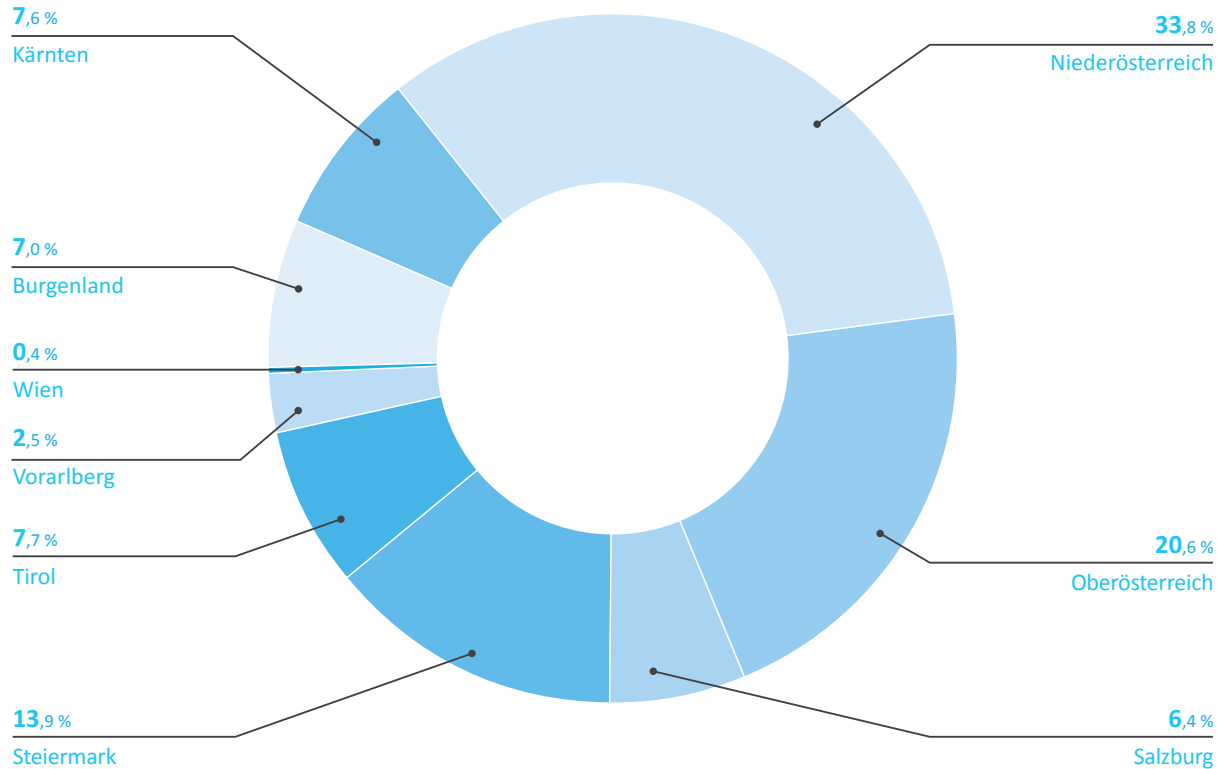 7,6 %
Kärnten
33,8 %
Niederösterreich
7,0 %
Burgenland
0,4 %
Wien
2,5 %
Vorarlberg
7,7 %
Tirol
20,6 %
Oberösterreich
13,9 %
Steiermark
6,4 %
Salzburg